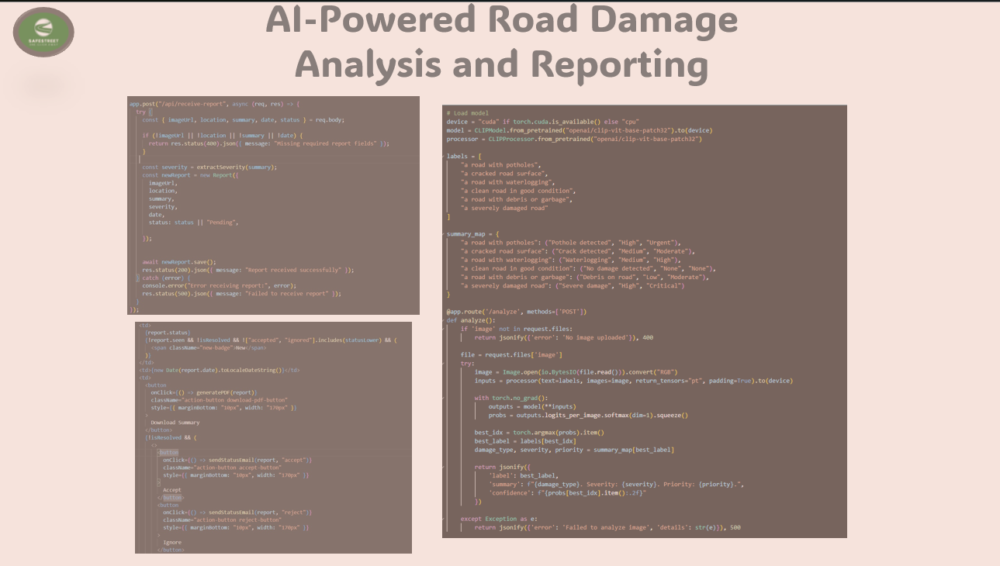 SAFESTREET
AI-Powered Road Damage
Analysis and Reporting
app.post("/api/receive-report", async (req, res) => {
try {
const { imageUrl, location, summary, date, status } = req.body;
if (!imageUrl || !location || !summary || !date) {
return res.status(400).json({ message: "Missing required report fields" });
}
const severity = extractSeverity(summary);
const newReport = new Report({
imageUrl,
location,
summary,
severity,
date,
status: status || "Pending",
});
await newReport.save();
res.status(200).json({ message: "Report received successfully" });
} catch (error) {
console.error("Error receiving report:", error);
res.status(500).json({ message: "Failed to receive report" });
}
});
<td>
{report.status}
{!report.seen && !isResolved && !["accepted", "ignored"].includes(statusLower) && (
<span className="new-badge">New</span>
)}
</td>
<td>{new Date(report.date).toLocaleDateString()}</td>
<td>
<button
onClick={() => generatePDF(report)}
className="action-button download-pdf-button"
style={{ marginBottom: "10px", width: "170px" }}
>
Download Summary
</button>
{!isResolved && (
<>
<button
onClick={() => sendStatusEmail(report, "accept")}
className="action-button accept-button"
style={{ marginBottom: "10px", width: "170px" }}
>
Accept
</button>
<button
onClick={() => sendStatusEmail(report, "reject")}
className="action-button reject-button"
style={{ marginBottom: "10px", width: "170px" }}
>
Ignore
</button>
# Load model
device = "cuda" if torch.cuda.is_available() else "cpu"
model = CLIPModel.from_pretrained("openai/clip-vit-base-patch32").to(device)
processor = CLIPProcessor.from_pretrained("openai/clip-vit-base-patch32")
labels = [
"a road with potholes",
"a cracked road surface",
"a road with waterlogging",
"a clean road in good condition",
"a road with debris or garbage",
"a severely damaged road"
]
summary_map = {
"a road with potholes": ("Pothole detected", "High", "Urgent"),
"a cracked road surface": ("Crack detected", "Medium", "Moderate"),
"a road with waterlogging": ("Waterlogging", "Medium", "High"),
"a clean road in good condition": ("No damage detected", "None", "None"),
"a road with debris or garbage": ("Debris on road", "Low", "Moderate"),
"a severely damaged road": ("Severe damage", "High", "Critical")
}
@app.route('/analyze', methods=['POST'])
def analyze():
if 'image' not in request.files:
return jsonify({'error': 'No image uploaded'}), 400
file = request.files['image']
try:
image = Image.open(io.BytesIO(file.read())).convert("RGB")
inputs = processor(text=labels, images=image, return_tensors="pt", padding=True).to(device)
with torch.no_grad():
outputs = model(**inputs)
probs = outputs.logits_per_image.softmax(dim=1).squeeze()
best_idx = torch.argmax(probs).item()
best_label = labels[best_idx]
damage_type, severity, priority = summary_map[best_label]
return jsonify({
'label': best_label,
'summary': f"{damage_type}. Severity: {severity}. Priority: {priority}.",
'confidence': f"{probs[best_idx].item():.2f}"
})
except Exception as e:
return jsonify({'error': 'Failed to analyze image', 'details': str(e)}), 500